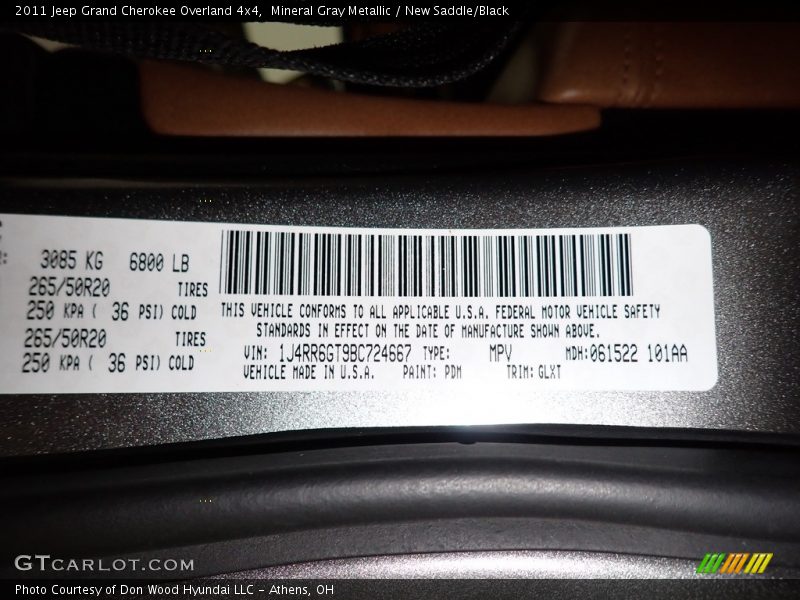 2011 Jeep Grand Cherokee Overland 4x4, Mineral Gray Metallic / New Saddle/Black
3085 KG 6800 LB
265/50R20 TIRES
250 KPA ( 36 PSI) COLD
265/50R20 TIRES
250 KPA ( 36 PSI) COLD
THIS VEHICLE CONFORMS TO ALL APPLICABLE U.S.A. FEDERAL MOTOR VEHICLE SAFETY
STANDARDS IN EFFECT ON THE DATE OF MANUFACTURE SHOWN ABOVE.
VIN: 1J4RR6GT9BC724667 TYPE: MPV MDH:061522 101AA
VEHICLE MADE IN U.S.A. PAINT: PDM TRIM: GLXT
GTCARLOT.COM
Photo Courtesy of Don Wood Hyundai LLC - Athens, OH